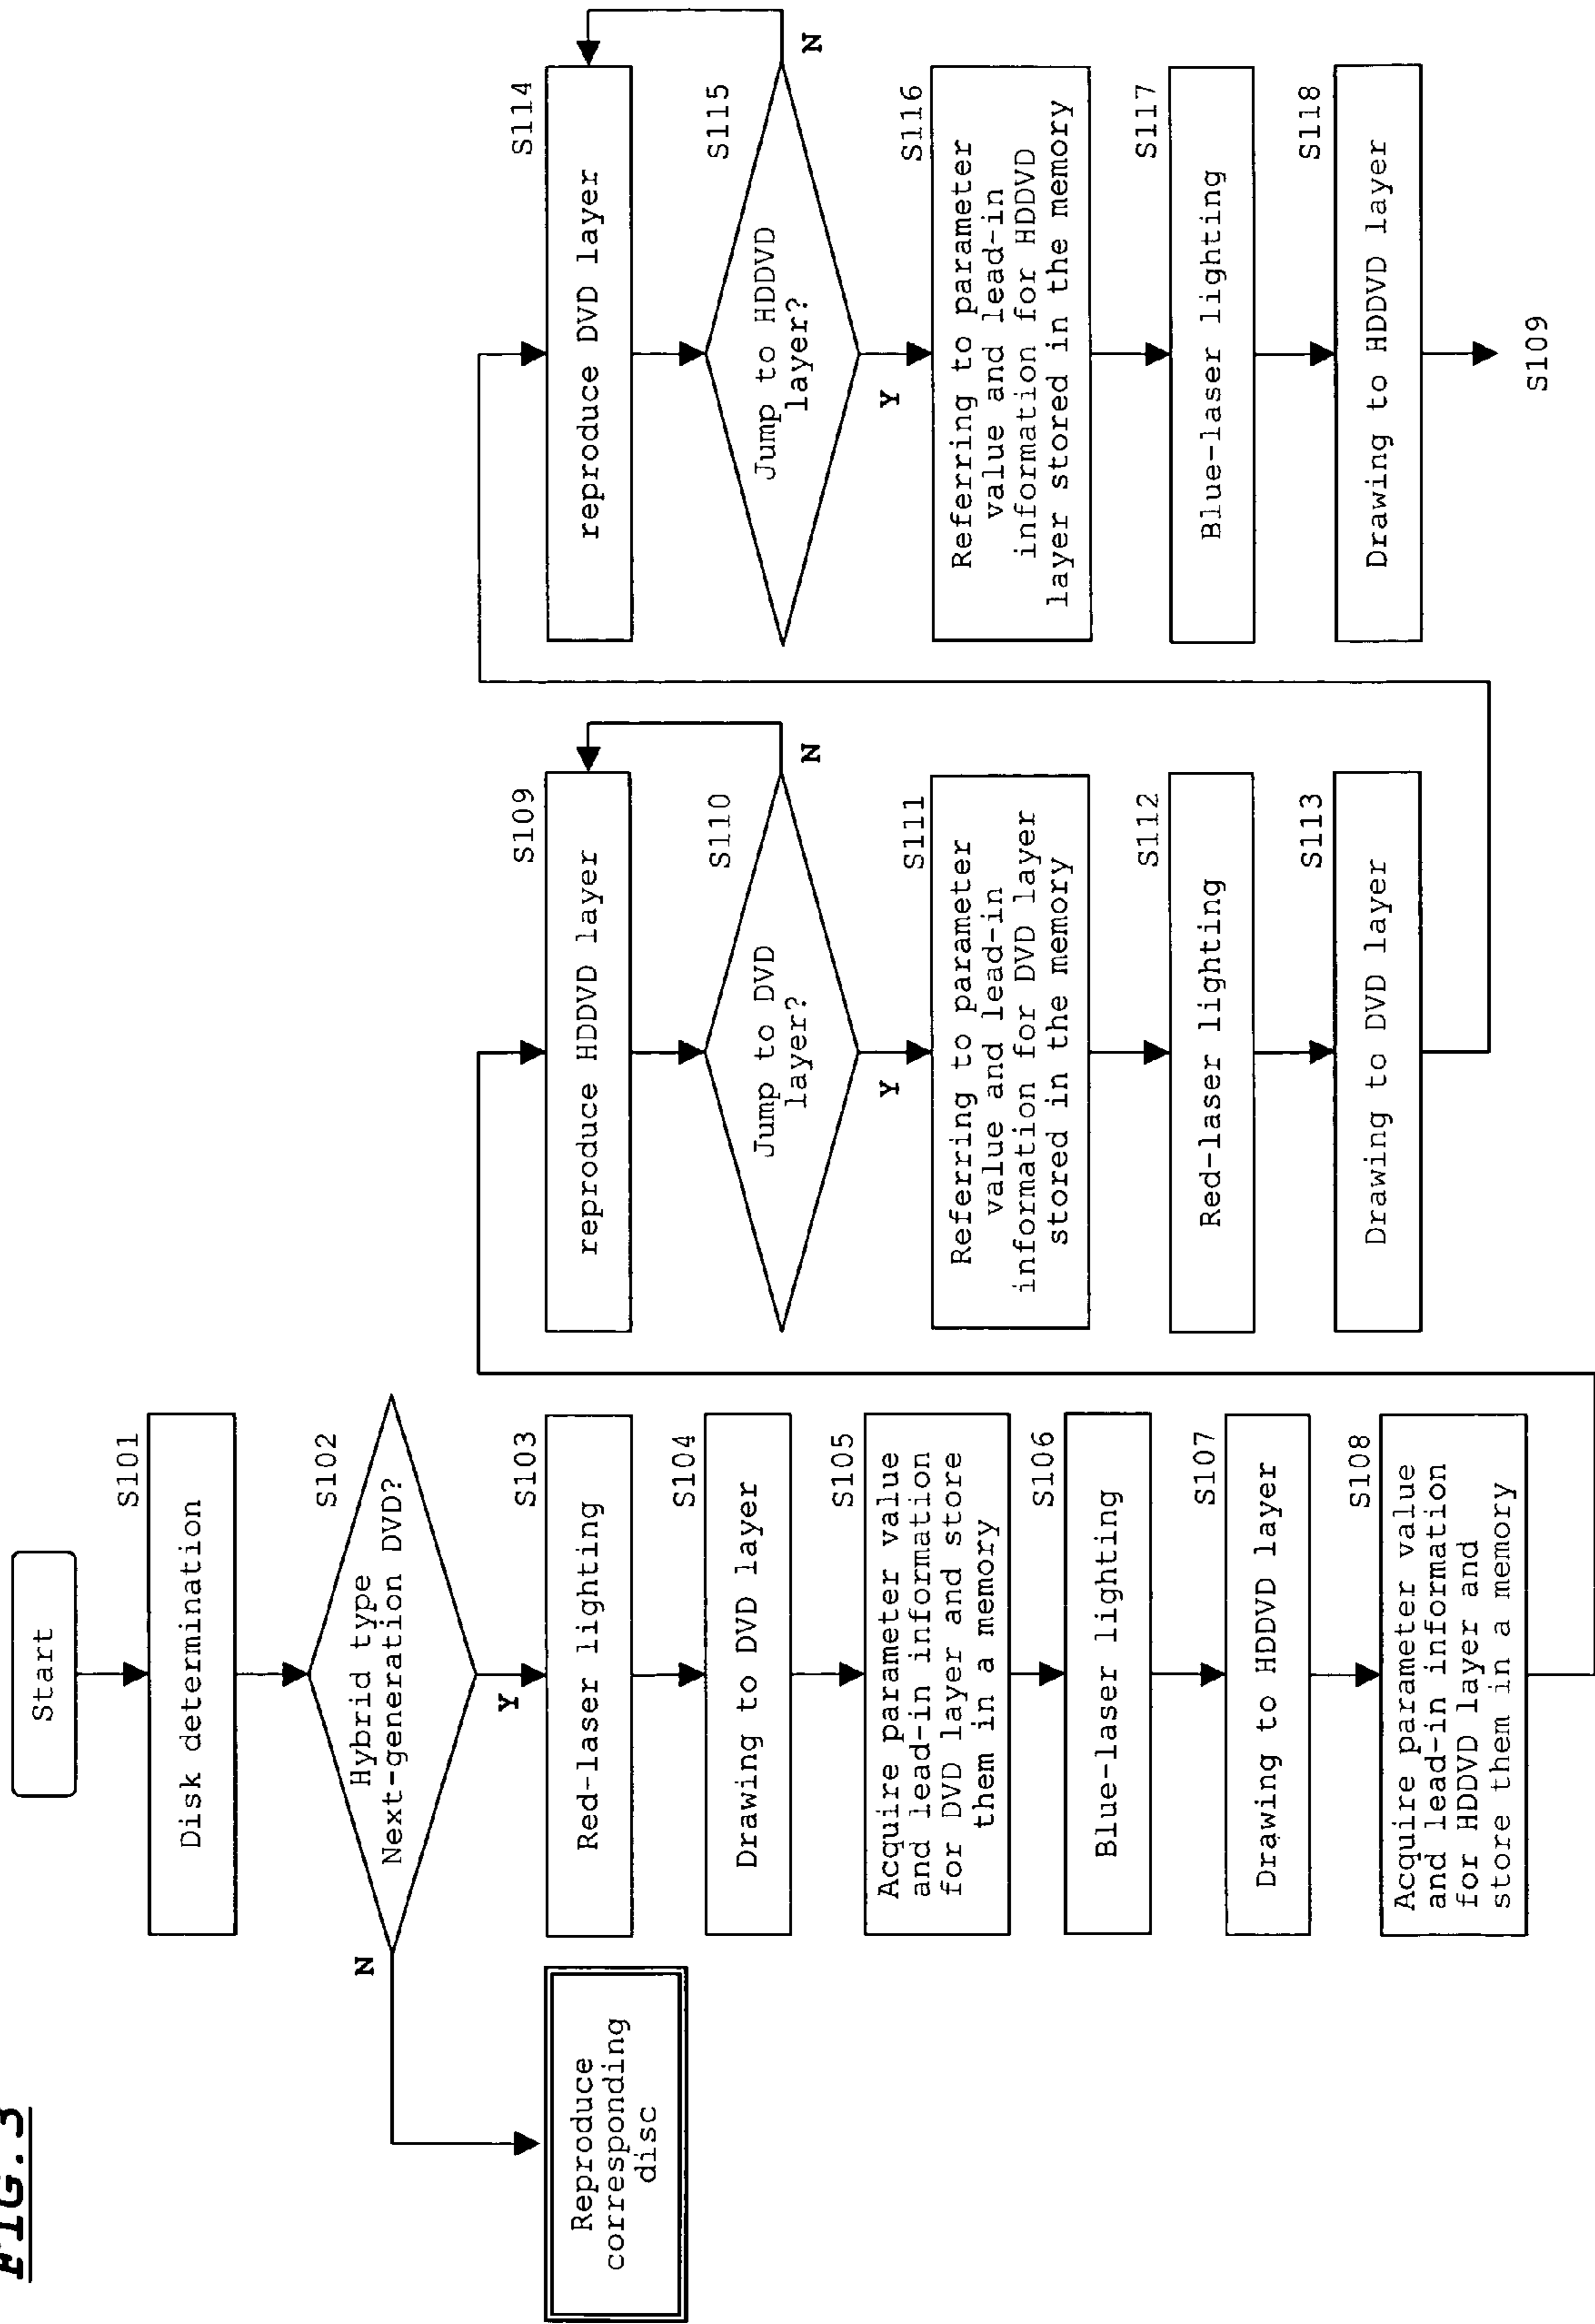 FIG.3
Start
S101
Disk determination
S102
Hybrid type
Next-generation DVD?
N
Y
Reproduce
corresponding
disc
S103
Red-laser lighting
S104
Drawing to DVD layer
S105
Acquire parameter value
and lead-in information
for DVD layer and store
them in a memory
S106
Blue-laser lighting
S107
Drawing to HDDVD layer
S108
Acquire parameter value
and lead-in information
for HDDVD layer and
store them in a memory
S109
reproduce HDDVD layer
S110
Jump to DVD
layer?
N
Y
S111
Referring to parameter
value and lead-in
information for DVD layer
stored in the memory
S112
Red-laser lighting
S113
Drawing to DVD layer
S114
reproduce DVD layer
S115
Jump to HDDVD
layer?
N
Y
S116
Referring to parameter
value and lead-in
information for HDDVD
layer stored in the memory
S117
Blue-laser lighting
S118
Drawing to HDDVD layer
S109